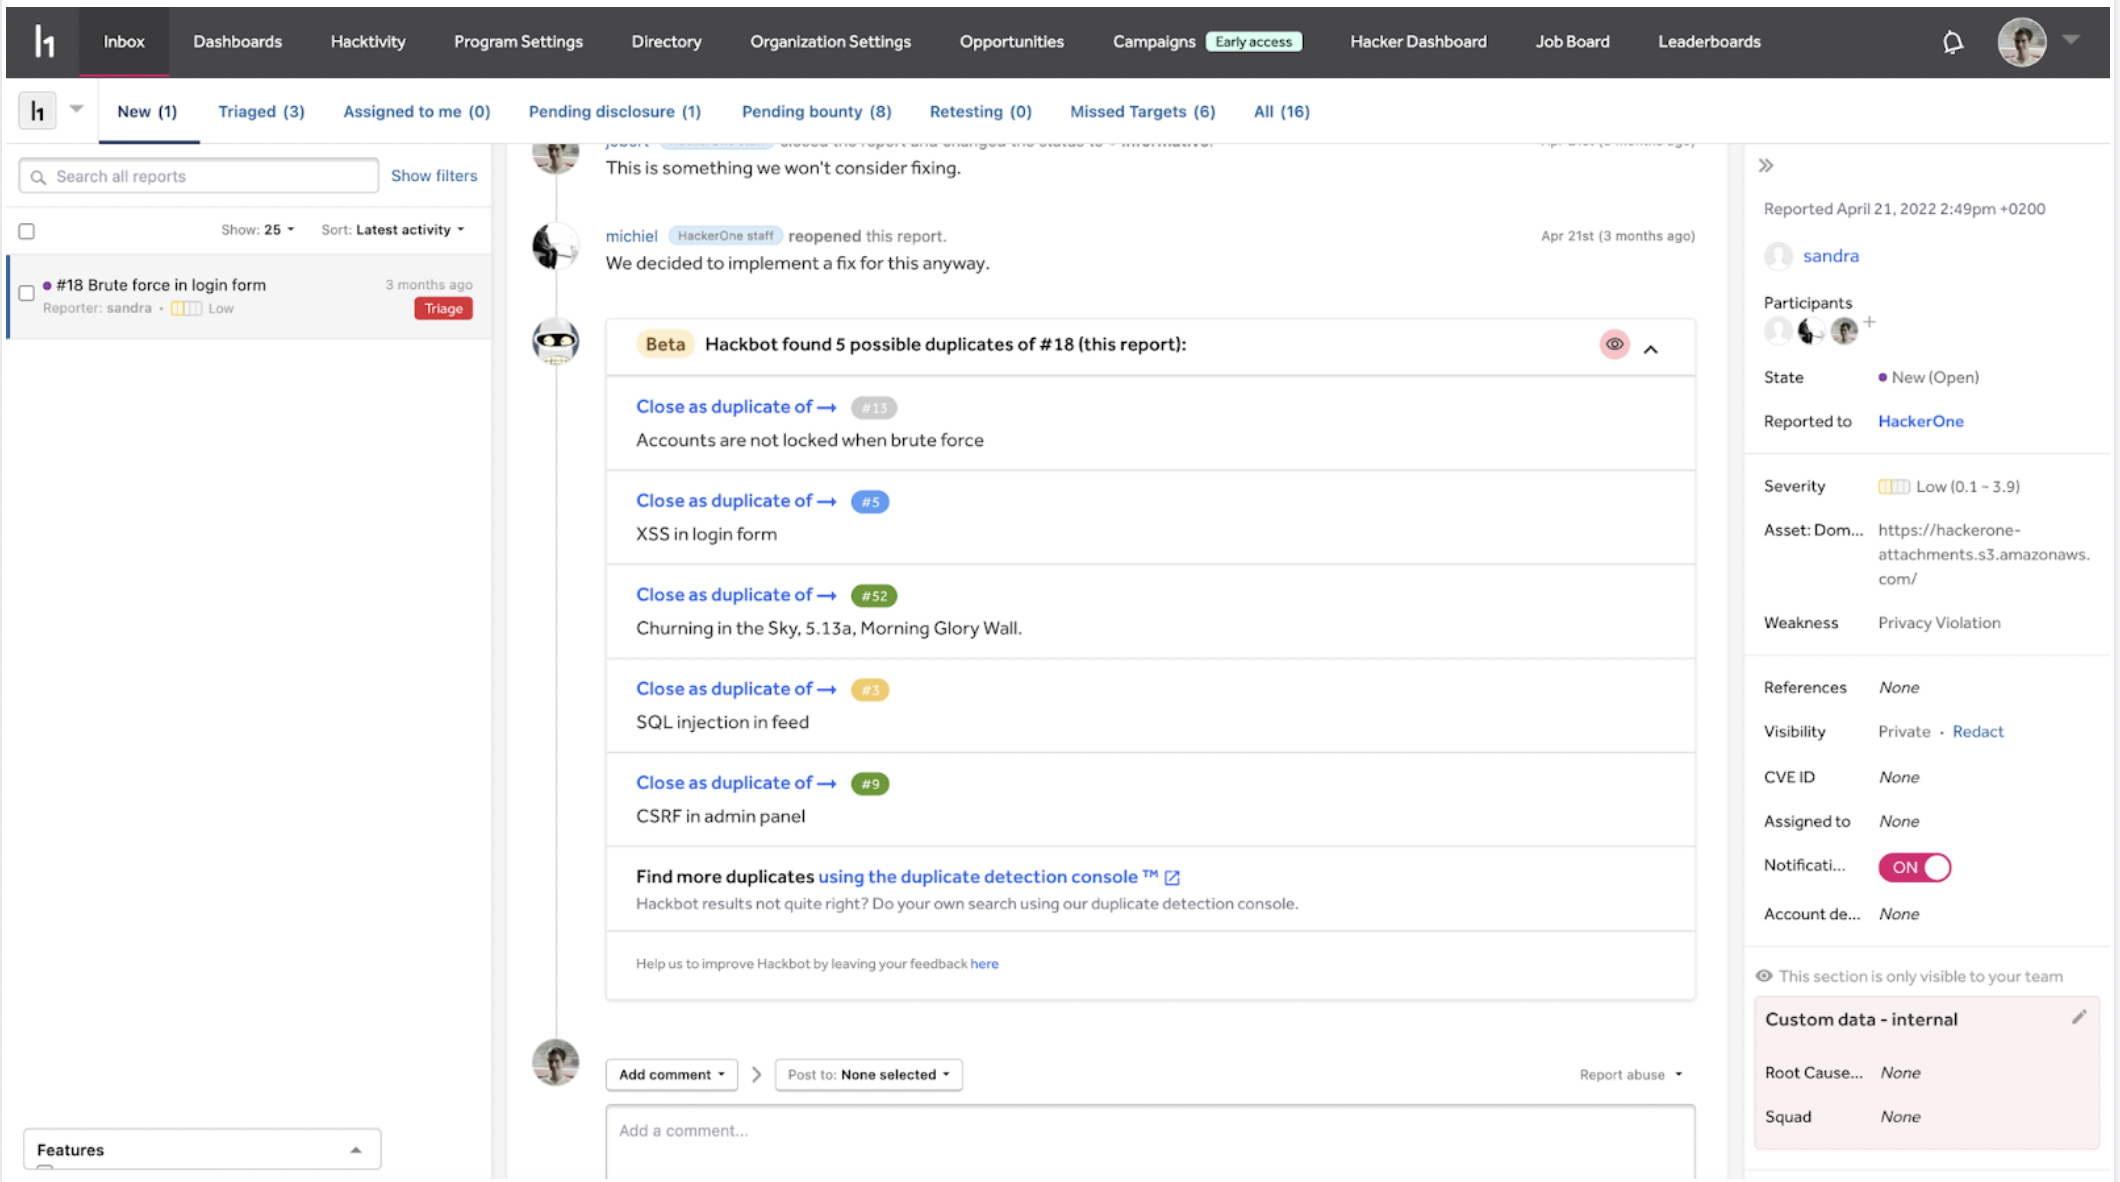 h1 Inbox Dashboards Hacktivity Program Settings Directory Organization Settings Opportunities Campaigns Early access Hacker Dashboard Job Board Leaderboards
h1 New (1) Triaged (3) Assigned to me (0) Pending disclosure (1) Pending bounty (8) Retesting (0) Missed Targets (6) All (16)
Search all reports Show filters
Show: 25 Sort: Latest activity
#18 Brute force in login form 3 months ago
Reporter: sandra • Low Triage
Features
This is something we won't consider fixing.
michiel HackerOne staff reopened this report. Apr 21st (3 months ago)
We decided to implement a fix for this anyway.
Beta Hackbot found 5 possible duplicates of #18 (this report):
Close as duplicate of → #13
Accounts are not locked when brute force
Close as duplicate of → #5
XSS in login form
Close as duplicate of → #52
Churning in the Sky, 5.13a, Morning Glory Wall.
Close as duplicate of → #3
SQL injection in feed
Close as duplicate of → #9
CSRF in admin panel
Find more duplicates using the duplicate detection console ™
Hackbot results not quite right? Do your own search using our duplicate detection console.
Help us to improve Hackbot by leaving your feedback here
Add comment Post to: None selected Report abuse
Add a comment...
Reported April 21, 2022 2:49pm +0200
sandra
Participants
+
State New (Open)
Reported to HackerOne
Severity Low (0.1 ~ 3.9)
Asset: Dom... https://hackerone-
attachments.s3.amazonaws.
com/
Weakness Privacy Violation
References None
Visibility Private · Redact
CVE ID None
Assigned to None
Notificati... ON
Account de... None
This section is only visible to your team
Custom data - internal
Root Cause... None
Squad None